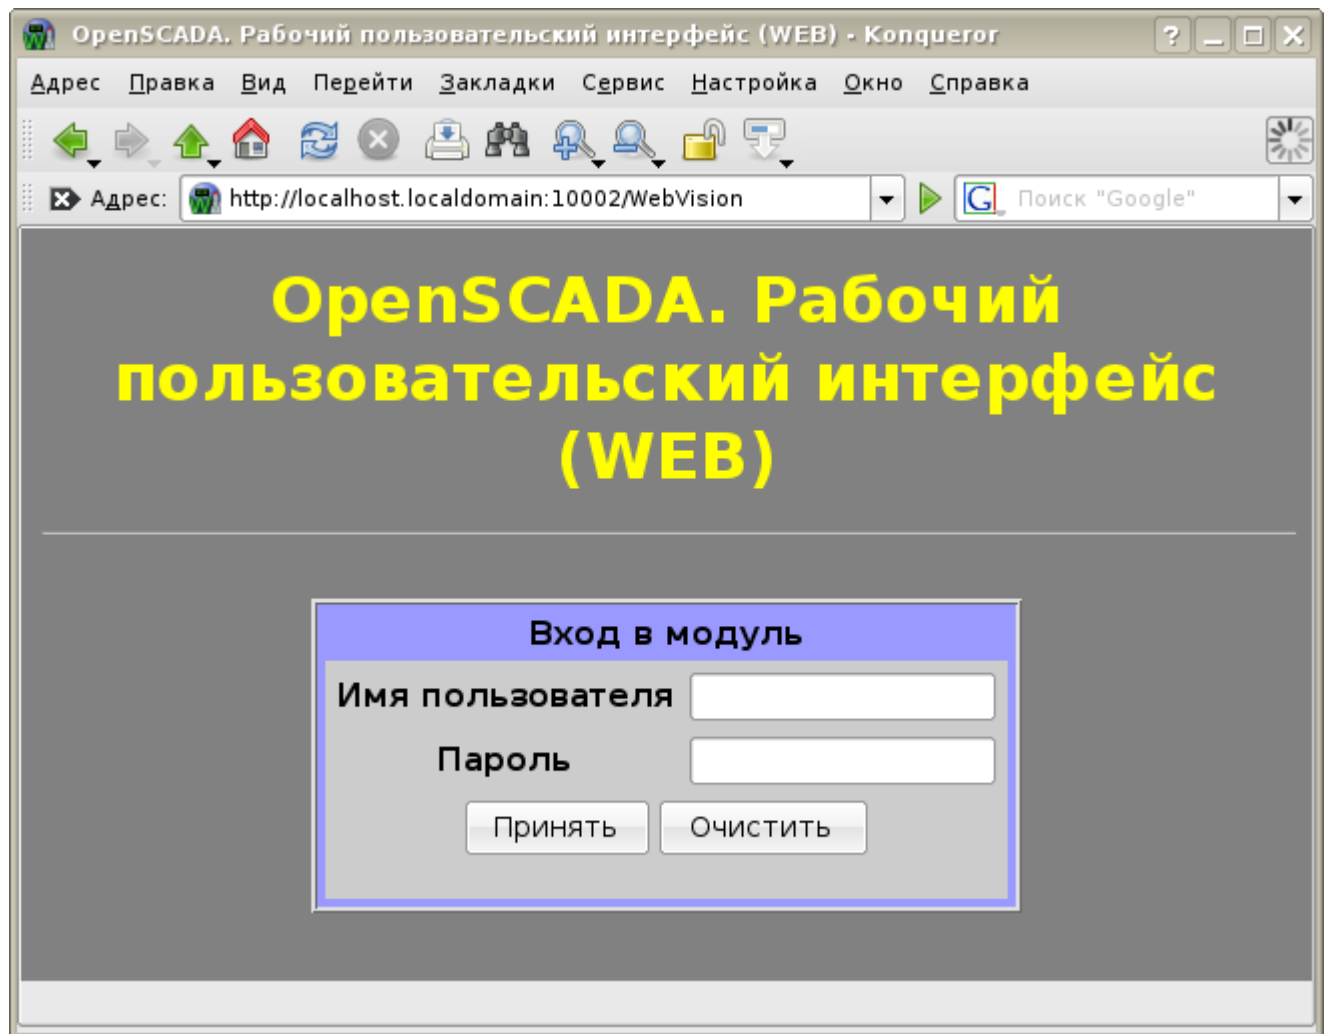 OpenSCADA. Рабочий пользовательский интерфейс (WEB) - Konqueror
Адрес Правка Вид Перейти Закладки Сервис Настройка Окно Справка
Адрес: http://localhost.localdomain:10002/WebVision Поиск "Google"
OpenSCADA. Рабочий
пользовательский интерфейс
(WEB)
Вход в модуль
Имя пользователя
Пароль
Принять Очистить